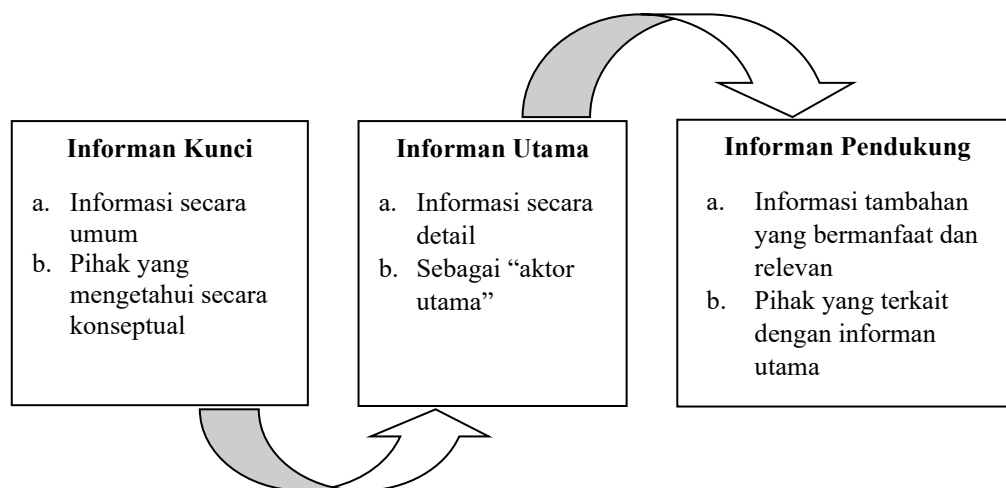 Informan Kunci
a. Informasi secara
umum
b. Pihak yang
mengetahui secara
konseptual
Informan Utama
a. Informasi secara
detail
b. Sebagai “aktor
utama”
Informan Pendukung
a. Informasi tambahan
yang bermanfaat dan
relevan
b. Pihak yang terkait
dengan informan
utama